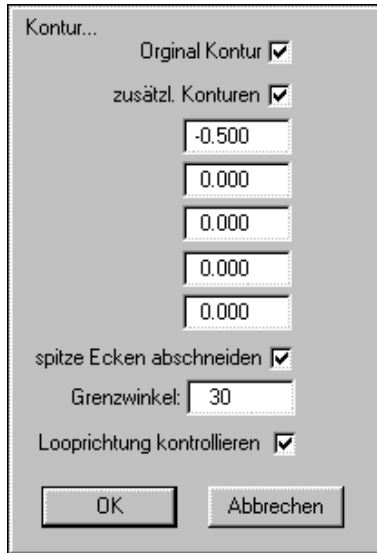 Kontur...
Orginal Kontur
zusätzl. Konturen
-0.500
0.000
0.000
0.000
0.000
spitze Ecken abschneiden
Grenzwinkel: 30
Looprichtung kontrollieren
OK Abbrechen